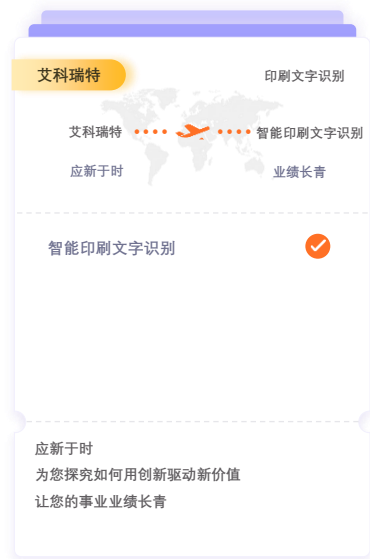 艾科瑞特
印刷文字识别
艾科瑞特
智能印刷文字识别
应新于时
业绩长青
智能印刷文字识别
应新于时
为您探究如何用创新驱动新价值
让您的事业业绩长青